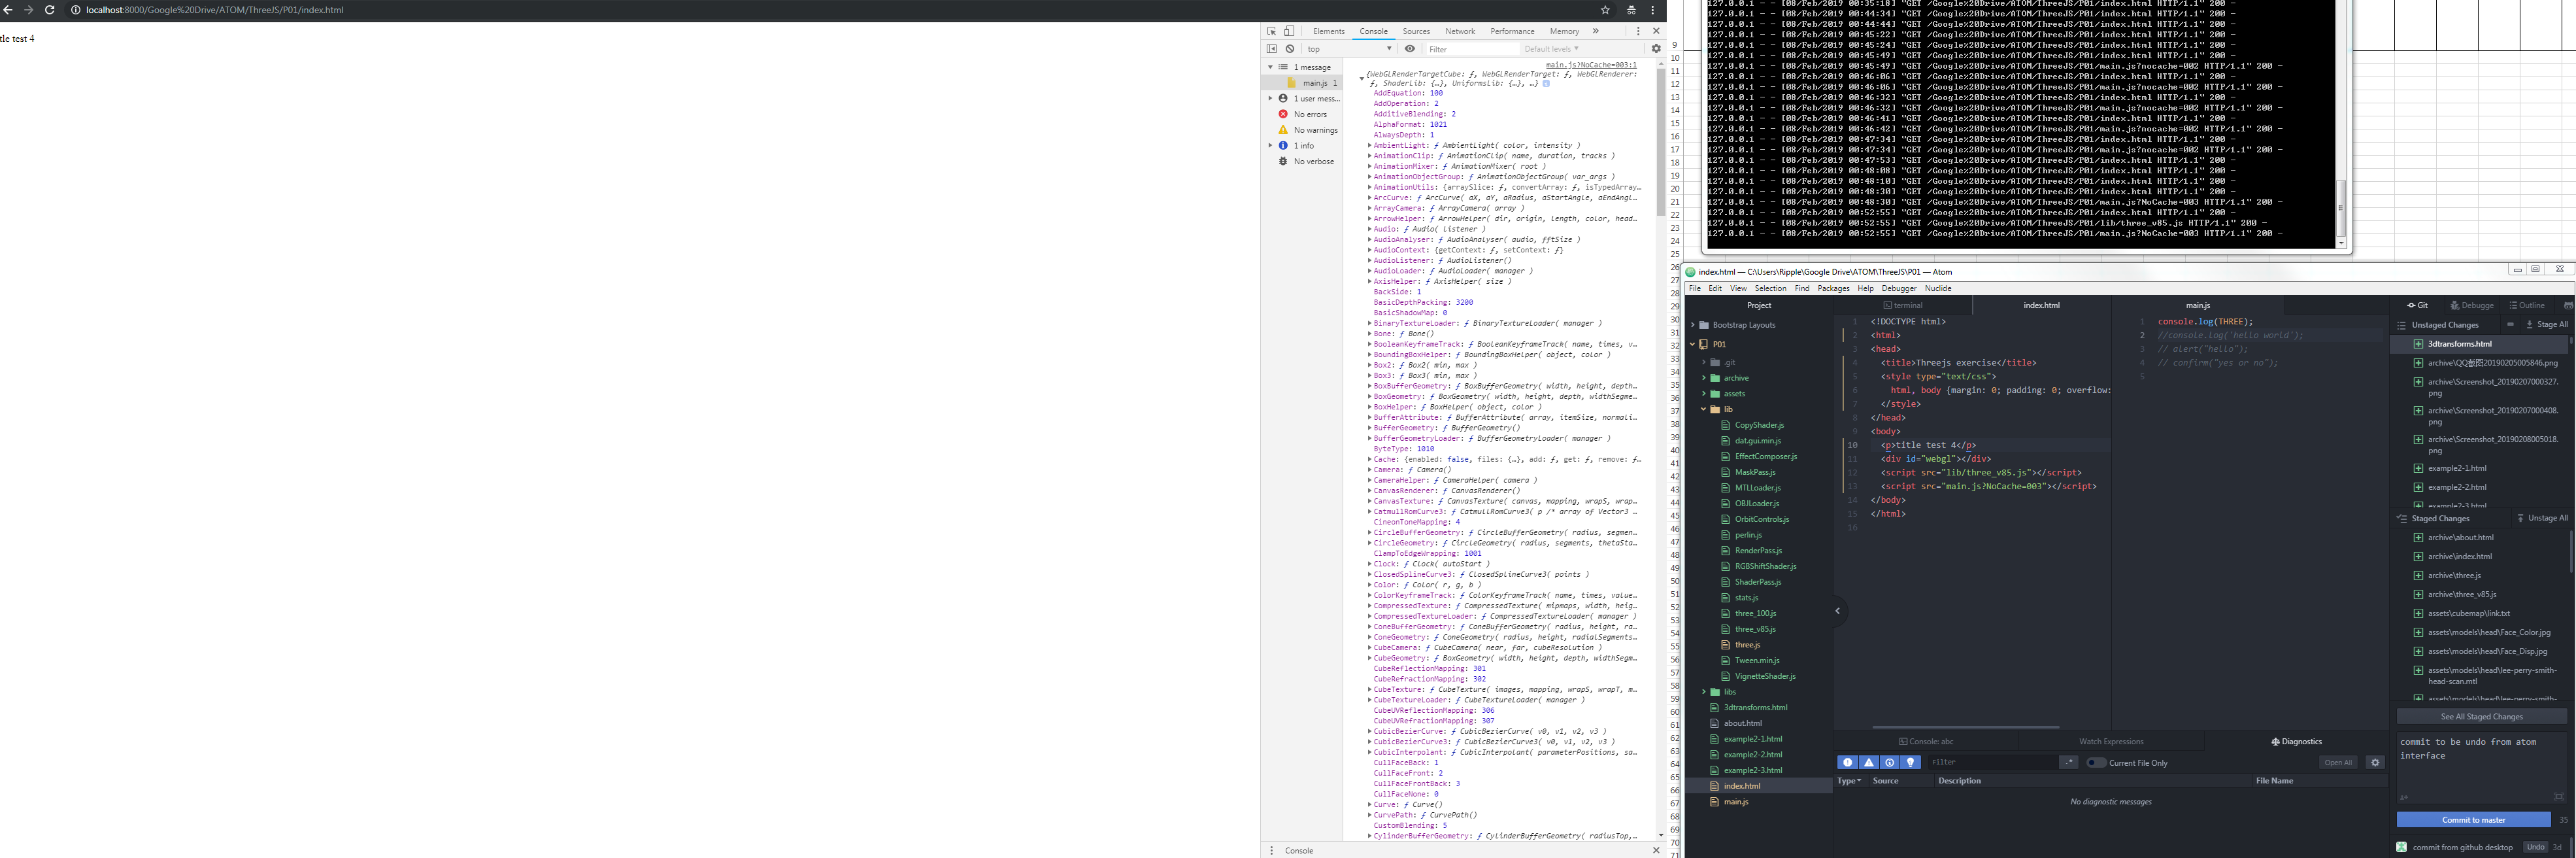 localhost:8000/Google%20Drive/ATOM/ThreeJS/P01/index.html
tle test 4
Elements Console Sources Network Performance Memory »
top Filter Default levels ▼
1 message
main.js 1
1 user mess...
No errors
No warnings
1 info
No verbose
main.js?NoCache=003:1
{WebGLRenderTargetCube: ƒ, WebGLRenderTarget: ƒ, WebGLRenderer:
ƒ, ShaderLib: {…}, UniformsLib: {…}, …}
AddEquation: 100
AddOperation: 2
AdditiveBlending: 2
AlphaFormat: 1021
AlwaysDepth: 1
AmbientLight: ƒ AmbientLight( color, intensity )
AnimationClip: ƒ AnimationClip( name, duration, tracks )
AnimationMixer: ƒ AnimationMixer( root )
AnimationObjectGroup: ƒ AnimationObjectGroup( var_args )
AnimationUtils: {arraySlice: ƒ, convertArray: ƒ, isTypedArray…
ArcCurve: ƒ ArcCurve( aX, aY, aRadius, aStartAngle, aEndAngl…
ArrayCamera: ƒ ArrayCamera( array )
ArrowHelper: ƒ ArrowHelper( dir, origin, length, color, head…
Audio: ƒ Audio( listener )
AudioAnalyser: ƒ AudioAnalyser( audio, fftSize )
AudioContext: {getContext: ƒ, setContext: ƒ}
AudioListener: ƒ AudioListener()
AudioLoader: ƒ AudioLoader( manager )
AxisHelper: ƒ AxisHelper( size )
BackSide: 1
BasicDepthPacking: 3200
BasicShadowMap: 0
BinaryTextureLoader: ƒ BinaryTextureLoader( manager )
Bone: ƒ Bone()
BooleanKeyframeTrack: ƒ BooleanKeyframeTrack( name, times, v…
BoundingBoxHelper: ƒ BoundingBoxHelper( object, color )
Box2: ƒ Box2( min, max )
Box3: ƒ Box3( min, max )
BoxBufferGeometry: ƒ BoxBufferGeometry( width, height, depth…
BoxGeometry: ƒ BoxGeometry( width, height, depth, widthSegme…
BoxHelper: ƒ BoxHelper( object, color )
BufferAttribute: ƒ BufferAttribute( array, itemSize, normali…
BufferGeometry: ƒ BufferGeometry()
BufferGeometryLoader: ƒ BufferGeometryLoader( manager )
ByteType: 1010
Cache: {enabled: false, files: {…}, add: ƒ, get: ƒ, remove: ƒ…
Camera: ƒ Camera()
CameraHelper: ƒ CameraHelper( camera )
CanvasRenderer: ƒ CanvasRenderer()
CanvasTexture: ƒ CanvasTexture( canvas, mapping, wrapS, wrap…
CatmullRomCurve3: ƒ CatmullRomCurve3( p /* array of Vector3 …
CineonToneMapping: 4
CircleBufferGeometry: ƒ CircleBufferGeometry( radius, segmen…
CircleGeometry: ƒ CircleGeometry( radius, segments, thetaSta…
ClampToEdgeWrapping: 1001
Clock: ƒ Clock( autoStart )
ClosedSplineCurve3: ƒ ClosedSplineCurve3( points )
Color: ƒ Color( r, g, b )
ColorKeyframeTrack: ƒ ColorKeyframeTrack( name, times, value…
CompressedTexture: ƒ CompressedTexture( mipmaps, width, heig…
CompressedTextureLoader: ƒ CompressedTextureLoader( manager )
ConeBufferGeometry: ƒ ConeBufferGeometry( radius, height, ra…
ConeGeometry: ƒ ConeGeometry( radius, height, radialSegments…
CubeCamera: ƒ CubeCamera( near, far, cubeResolution )
CubeGeometry: ƒ BoxGeometry( width, height, depth, widthSegm…
CubeReflectionMapping: 301
CubeRefractionMapping: 302
CubeTexture: ƒ CubeTexture( images, mapping, wrapS, wrapT, m…
CubeTextureLoader: ƒ CubeTextureLoader( manager )
CubeUVReflectionMapping: 306
CubeUVRefractionMapping: 307
CubicBezierCurve: ƒ CubicBezierCurve( v0, v1, v2, v3 )
CubicBezierCurve3: ƒ CubicBezierCurve3( v0, v1, v2, v3 )
CubicInterpolant: ƒ CubicInterpolant( parameterPositions, sa…
CullFaceBack: 1
CullFaceFront: 2
CullFaceFrontBack: 3
CullFaceNone: 0
Curve: ƒ Curve()
CurvePath: ƒ CurvePath()
CustomBlending: 5
CylinderBufferGeometry: ƒ CylinderBufferGeometry( radiusTop,…
Console
127.0.0.1 - - [08/Feb/2019 00:35:18] "GET /Google%20Drive/ATOM/ThreeJS/P01/index.html HTTP/1.1" 200 -
127.0.0.1 - - [08/Feb/2019 00:44:34] "GET /Google%20Drive/ATOM/ThreeJS/P01/index.html HTTP/1.1" 200 -
127.0.0.1 - - [08/Feb/2019 00:44:44] "GET /Google%20Drive/ATOM/ThreeJS/P01/index.html HTTP/1.1" 200 -
127.0.0.1 - - [08/Feb/2019 00:45:22] "GET /Google%20Drive/ATOM/ThreeJS/P01/index.html HTTP/1.1" 200 -
127.0.0.1 - - [08/Feb/2019 00:45:24] "GET /Google%20Drive/ATOM/ThreeJS/P01/index.html HTTP/1.1" 200 -
127.0.0.1 - - [08/Feb/2019 00:45:49] "GET /Google%20Drive/ATOM/ThreeJS/P01/index.html HTTP/1.1" 200 -
127.0.0.1 - - [08/Feb/2019 00:45:49] "GET /Google%20Drive/ATOM/ThreeJS/P01/main.js?nocache=002 HTTP/1.1" 200 -
127.0.0.1 - - [08/Feb/2019 00:46:06] "GET /Google%20Drive/ATOM/ThreeJS/P01/index.html HTTP/1.1" 200 -
127.0.0.1 - - [08/Feb/2019 00:46:06] "GET /Google%20Drive/ATOM/ThreeJS/P01/main.js?nocache=002 HTTP/1.1" 200 -
127.0.0.1 - - [08/Feb/2019 00:46:32] "GET /Google%20Drive/ATOM/ThreeJS/P01/index.html HTTP/1.1" 200 -
127.0.0.1 - - [08/Feb/2019 00:46:32] "GET /Google%20Drive/ATOM/ThreeJS/P01/index.html HTTP/1.1" 200 -
127.0.0.1 - - [08/Feb/2019 00:46:41] "GET /Google%20Drive/ATOM/ThreeJS/P01/index.html HTTP/1.1" 200 -
127.0.0.1 - - [08/Feb/2019 00:46:42] "GET /Google%20Drive/ATOM/ThreeJS/P01/main.js?nocache=002 HTTP/1.1" 200 -
127.0.0.1 - - [08/Feb/2019 00:47:34] "GET /Google%20Drive/ATOM/ThreeJS/P01/index.html HTTP/1.1" 200 -
127.0.0.1 - - [08/Feb/2019 00:47:34] "GET /Google%20Drive/ATOM/ThreeJS/P01/main.js?nocache=002 HTTP/1.1" 200 -
127.0.0.1 - - [08/Feb/2019 00:47:53] "GET /Google%20Drive/ATOM/ThreeJS/P01/index.html HTTP/1.1" 200 -
127.0.0.1 - - [08/Feb/2019 00:48:08] "GET /Google%20Drive/ATOM/ThreeJS/P01/index.html HTTP/1.1" 200 -
127.0.0.1 - - [08/Feb/2019 00:48:10] "GET /Google%20Drive/ATOM/ThreeJS/P01/index.html HTTP/1.1" 200 -
127.0.0.1 - - [08/Feb/2019 00:48:30] "GET /Google%20Drive/ATOM/ThreeJS/P01/index.html HTTP/1.1" 200 -
127.0.0.1 - - [08/Feb/2019 00:48:30] "GET /Google%20Drive/ATOM/ThreeJS/P01/main.js?NoCache=003 HTTP/1.1" 200 -
127.0.0.1 - - [08/Feb/2019 00:52:55] "GET /Google%20Drive/ATOM/ThreeJS/P01/index.html HTTP/1.1" 200 -
127.0.0.1 - - [08/Feb/2019 00:52:55] "GET /Google%20Drive/ATOM/ThreeJS/P01/lib/three_v85.js HTTP/1.1" 200 -
127.0.0.1 - - [08/Feb/2019 00:52:55] "GET /Google%20Drive/ATOM/ThreeJS/P01/main.js?NoCache=003 HTTP/1.1" 200 -
index.html — C:\Users\Ripple\Google Drive\ATOM\ThreeJS\P01 — Atom
File Edit View Selection Find Packages Help Debugger Nuclide
Project
Bootstrap Layouts
P01
.git
archive
assets
lib
CopyShader.js
dat.gui.min.js
EffectComposer.js
MaskPass.js
MTLLoader.js
OBJLoader.js
OrbitControls.js
perlin.js
RenderPass.js
RGBShiftShader.js
ShaderPass.js
stats.js
three_100.js
three_v85.js
three.js
Tween.min.js
VignetteShader.js
libs
3dtransforms.html
about.html
example2-1.html
example2-2.html
example2-3.html
index.html
main.js
terminal index.html main.js
1 <!DOCTYPE html>
2 <html>
3 <head>
4 <title>Threejs exercise</title>
5 <style type="text/css">
6 html, body {margin: 0; padding: 0; overflow:
7 </style>
8 </head>
9 <body>
10 <p>title test 4</p>
11 <div id="webgl"></div>
12 <script src="lib/three_v85.js"></script>
13 <script src="main.js?NoCache=003"></script>
14 </body>
15 </html>
16
1 console.log(THREE);
2 //console.log('hello world');
3 // alert("hello");
4 // confirm("yes or no");
5
Console: abc Watch Expressions Diagnostics
Filter .* Current File Only Open All
Type Source Description File Name
No diagnostic messages
Git Debugge Outline
Unstaged Changes Stage All
3dtransforms.html
archive\QQ截图20190205005846.png
archive\Screenshot_20190207000327.
png
archive\Screenshot_20190207000408.
png
archive\Screenshot_20190208005018.
png
example2-1.html
example2-2.html
example2-3.html
Staged Changes Unstage All
archive\about.html
archive\index.html
archive\three.js
archive\three_v85.js
assets\cubemap\link.txt
assets\models\head\Face_Color.jpg
assets\models\head\Face_Disp.jpg
assets\models\head\lee-perry-smith-
head-scan.mtl
assets\models\head\lee-perry-smith-
See All Staged Changes
commit to be undo from atom
interface
Commit to master 35
commit from github desktop Undo 3d